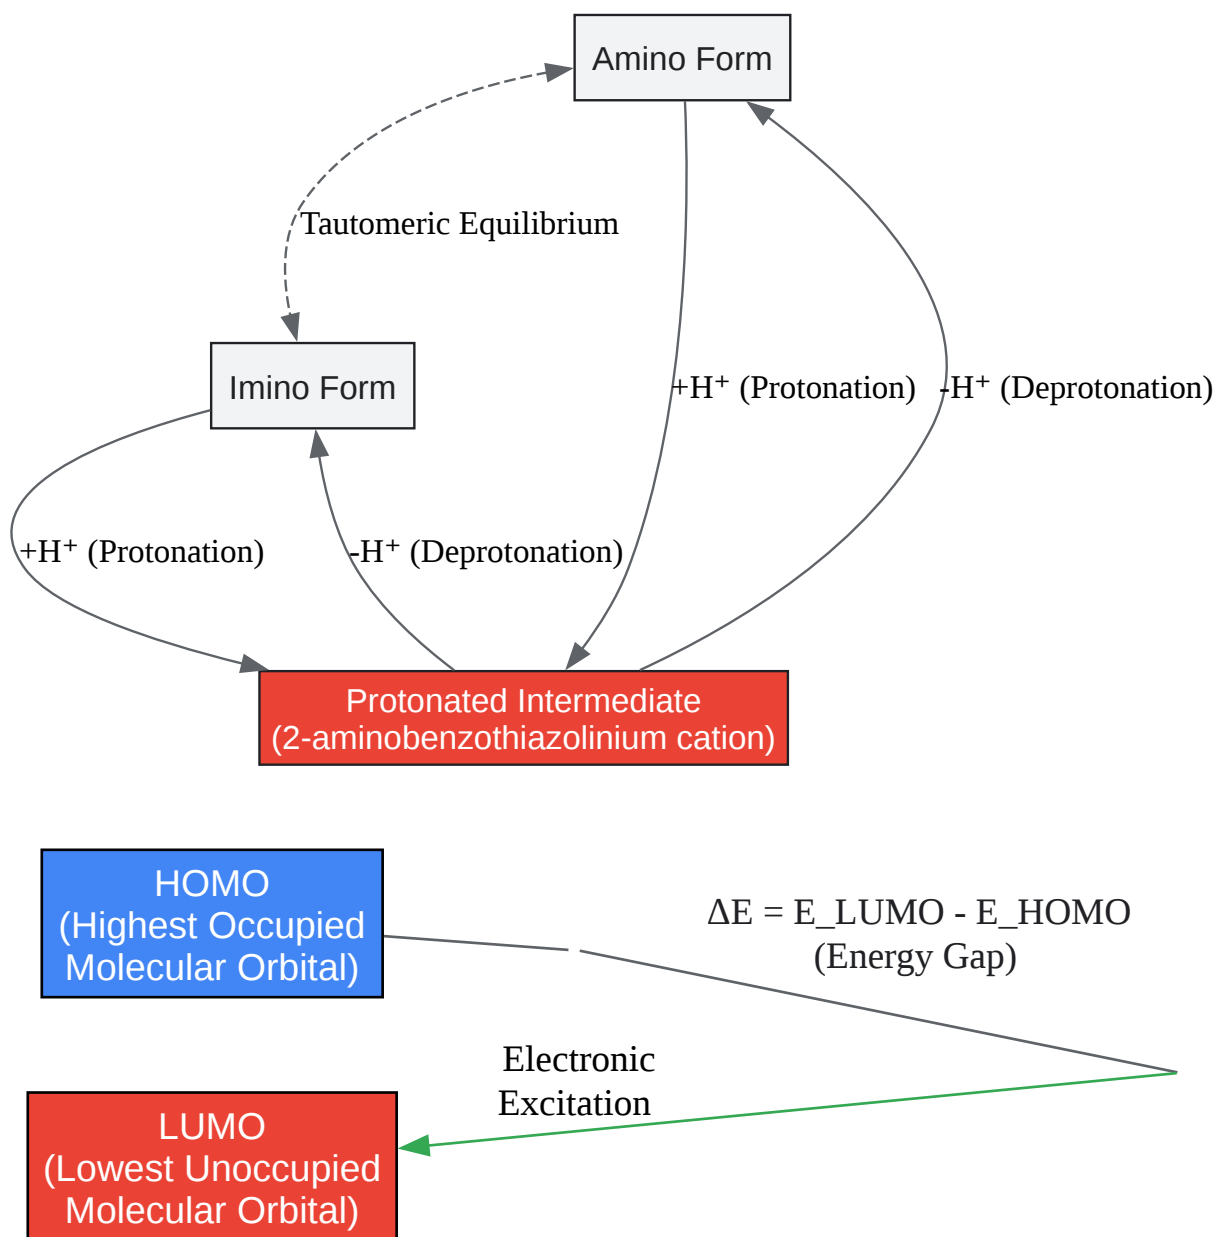 Amino Form
Tautomeric Equilibrium
Imino Form
+H⁺ (Protonation)
-H⁺ (Deprotonation)
+H⁺ (Protonation)
-H⁺ (Deprotonation)
Protonated Intermediate
(2-aminobenzothiazolinium cation)
HOMO
(Highest Occupied
Molecular Orbital)
ΔE = E_LUMO - E_HOMO
(Energy Gap)
Electronic
Excitation
LUMO
(Lowest Unoccupied
Molecular Orbital)